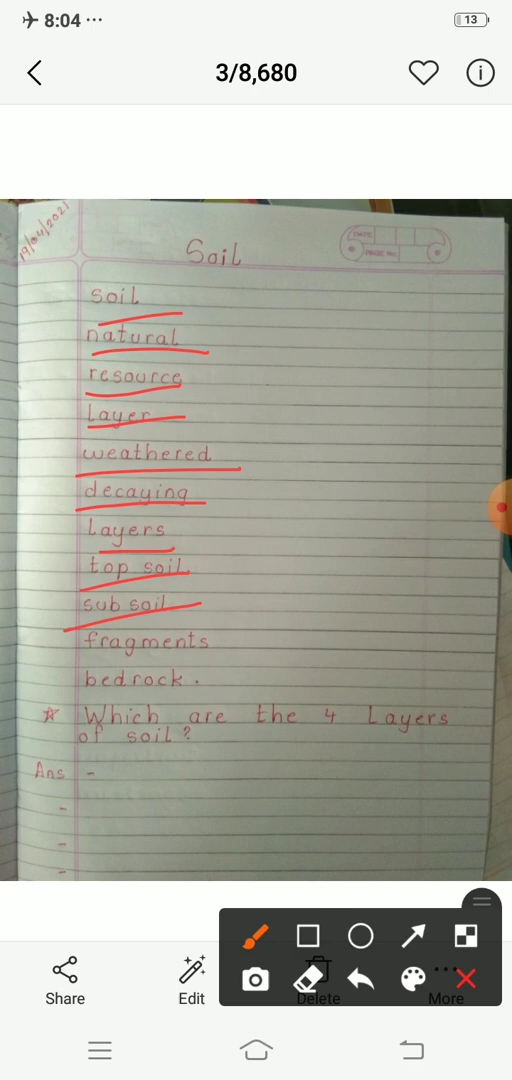 8:04 ...
13
3/8,680
19/04/2021
Soil
DATE
PAGE NO.
soil
natural
resource
layer
weathered
decaying
layers
top soil
sub soil
fragments
bedrock.
☆ Which are the 4 Layers
of soil?
Ans -
-
-
-
Share
Edit
Delete
More